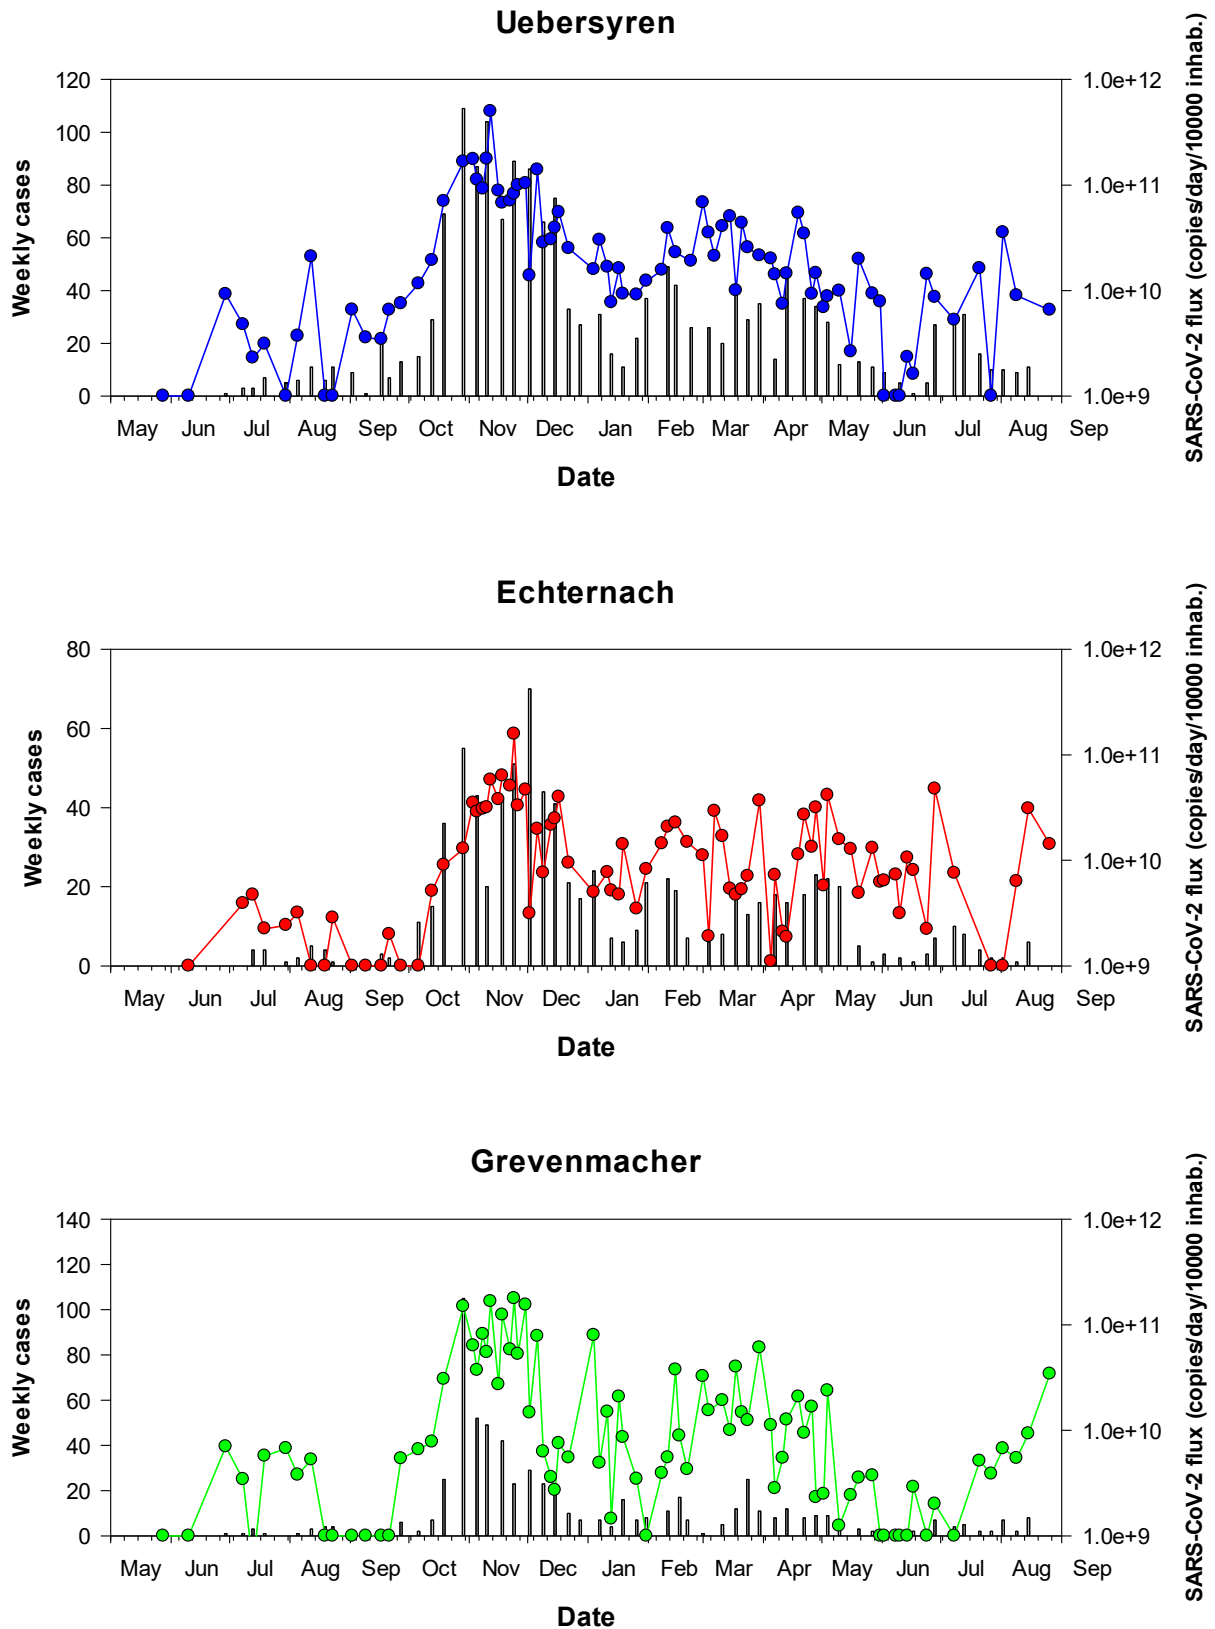 Uebersyren
120
100
80
60
40
20
0
Weekly cases
1.0e+12
1.0e+11
1.0e+10
1.0e+9
SARS-CoV-2 flux (copies/day/10000 inhab.)
May Jun Jul Aug Sep Oct Nov Dec Jan Feb Mar Apr May Jun Jul Aug Sep
Date
Echternach
80
60
40
20
0
Weekly cases
1.0e+12
1.0e+11
1.0e+10
1.0e+9
SARS-CoV-2 flux (copies/day/10000 inhab.)
May Jun Jul Aug Sep Oct Nov Dec Jan Feb Mar Apr May Jun Jul Aug Sep
Date
Grevenmacher
140
120
100
80
60
40
20
0
Weekly cases
1.0e+12
1.0e+11
1.0e+10
1.0e+9
SARS-CoV-2 flux (copies/day/10000 inhab.)
May Jun Jul Aug Sep Oct Nov Dec Jan Feb Mar Apr May Jun Jul Aug Sep
Date